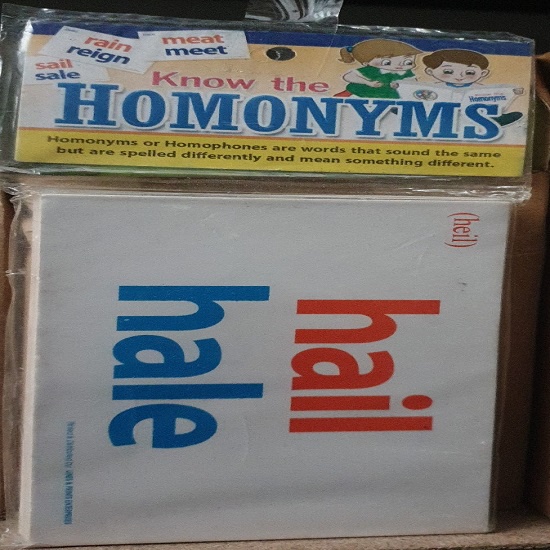 rain
reign
meat
meet
sail
sale
Know the
HOMONYMS
Homonyms or Homophones are words that sound the same
but are spelled differently and mean something different.
(heil)
hail
hale